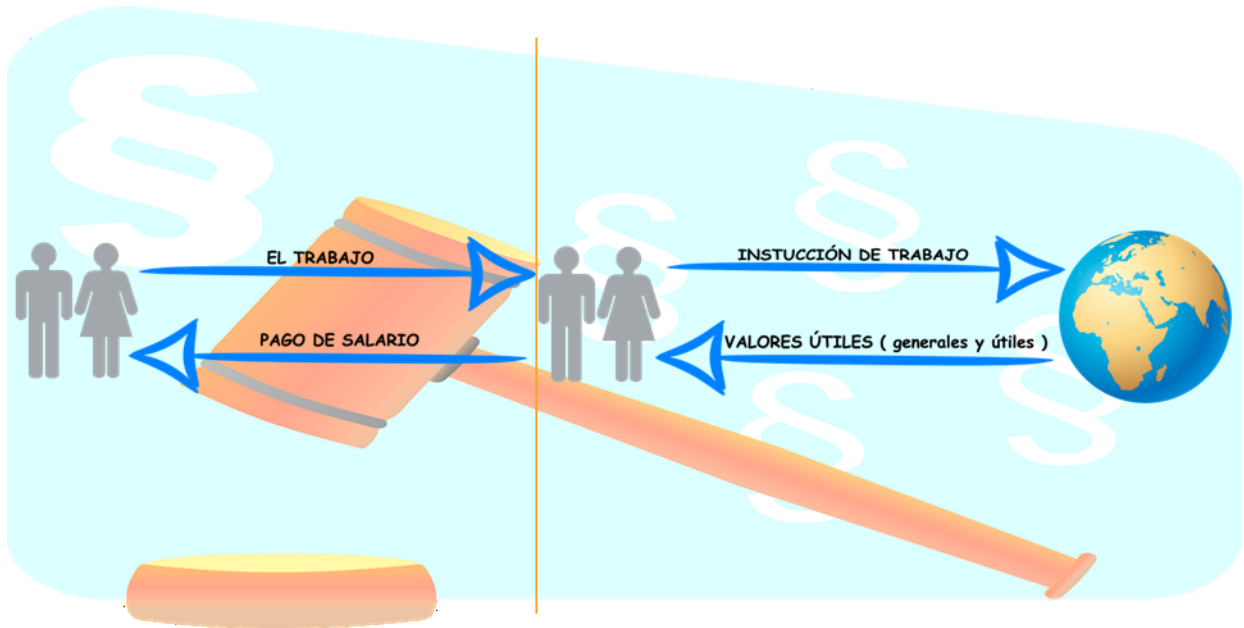 EL TRABAJO
INSTUCCIÓN DE TRABAJO
PAGO DE SALARIO
VALORES ÚTILES ( generales y útiles )